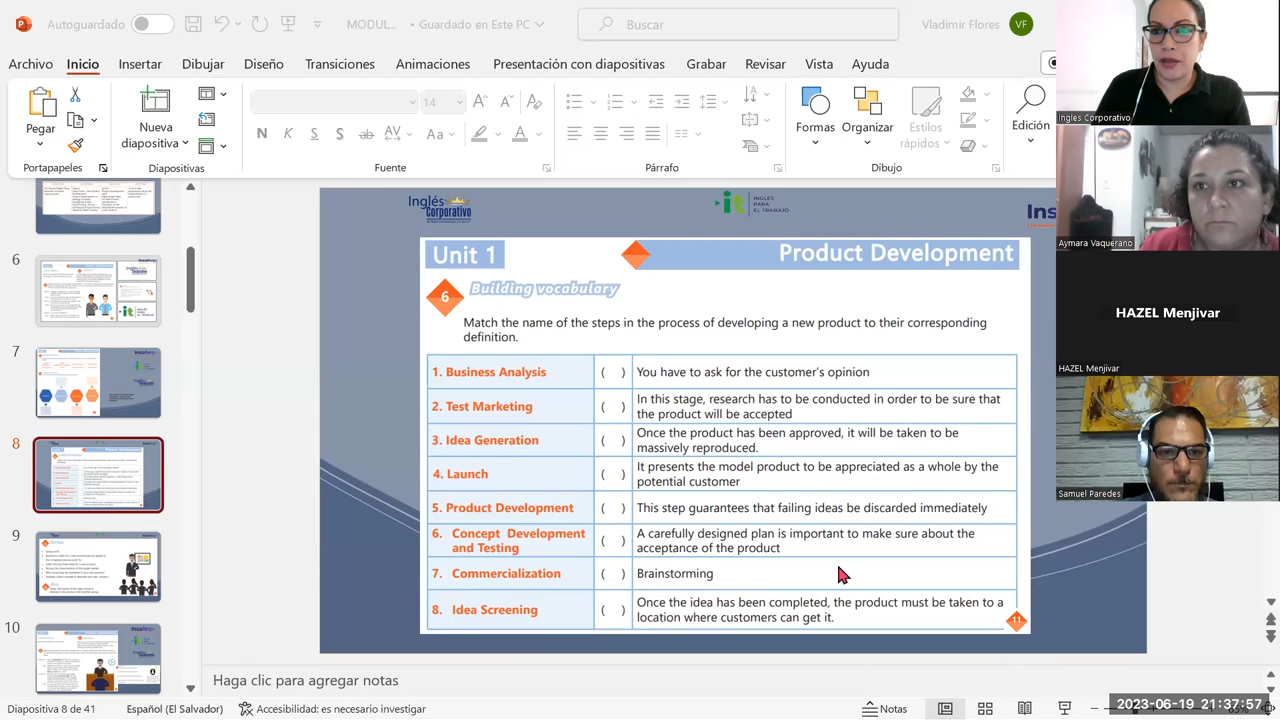 Autoguardado
MODUL... • Guardado en Este PC
Buscar
Vladimir Flores
VF
Archivo Inicio Insertar Dibujar Diseño Transiciones Animaciones Presentación con diapositivas Grabar Revisar Vista Ayuda
Pegar
Portapapeles
Nueva
diapositiva
Diapositivas
14
N K S S ab AV Aa A
Fuente
Párrafo
Formas
Organizar
Estilos
rápidos
Dibujo
Edición
6
7
8
9
10
Inglés
Corporativo
it
INGLES
PARA
EL TRABAJO
Ins
Unit 1
Product Development
6
Building vocabulary
Match the name of the steps in the process of developing a new product to their corresponding
definition.
1. Business Analysis ( ) You have to ask for the customer's opinion
2. Test Marketing ( ) In this stage, research has to be conducted in order to be sure that
the product will be accepted
3. Idea Generation ( ) Once the product has been approved, it will be taken to be
massively reproduced
4. Launch ( ) It presents the model product to be appreciated as a whole by the
potential customer
5. Product Development ( ) This step guarantees that failing ideas be discarded immediately
6. Concept Development ( ) A carefully designed plan is important to make sure about the
and acceptance of the product
7. Commercialization ( ) Brainstorming
8. Idea Screening ( ) Once the idea has been completed, the product must be taken to a
location where customers can get it
11
Haga clic para agregar notas
Diapositiva 8 de 41
Español (El Salvador)
Accesibilidad: es necesario investigar
Notas
2023-06-19 21:37:57
Ingles Corporativo
Aymara Vaquerano
HAZEL Menjivar
HAZEL Menjivar
Samuel Paredes